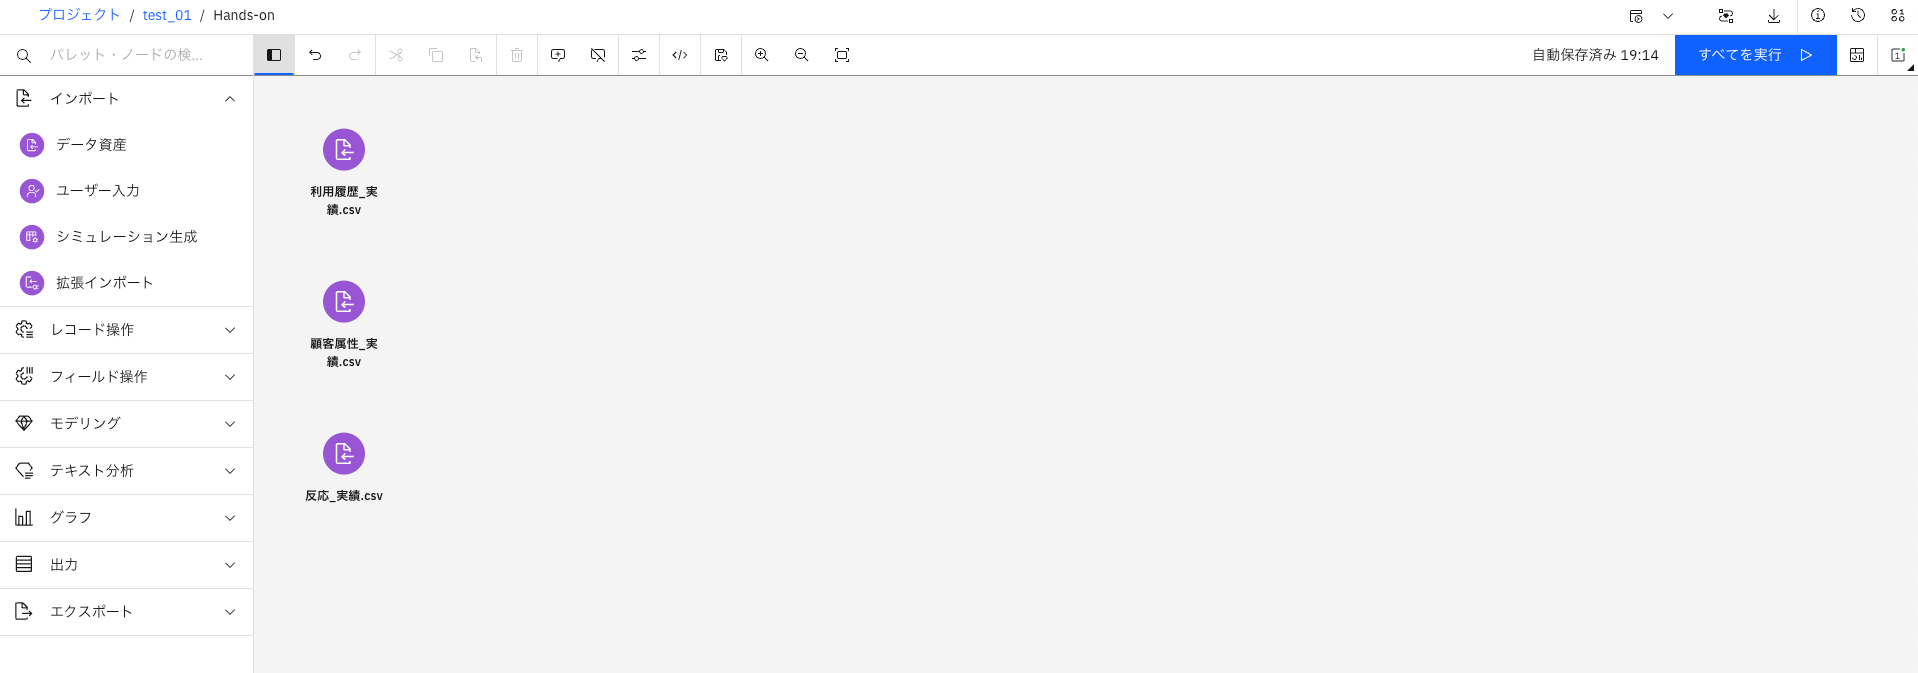 プロジェクト / test_01 / Hands-on
パレット・ノードの検...
自動保存済み 19:14
すべてを実行
インポート
データ資産
ユーザー入力
シミュレーション生成
拡張インポート
レコード操作
フィールド操作
モデリング
テキスト分析
グラフ
出力
エクスポート
利用履歴_実
績.csv
顧客属性_実
績.csv
反応_実績.csv